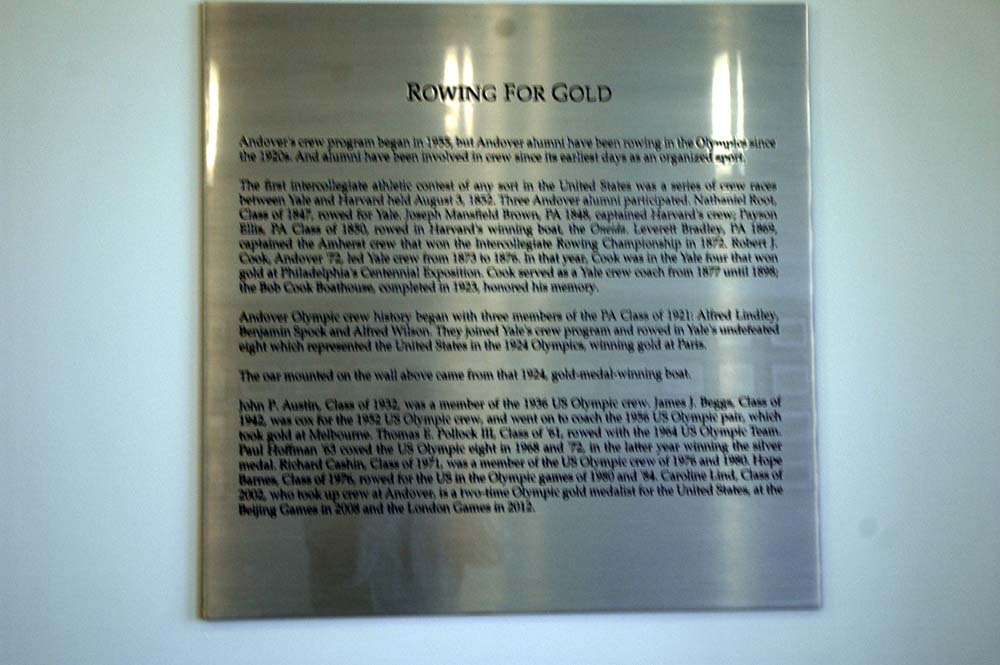 ROWING FOR GOLD
Andover's crew program began in 1955, but Andover alumni have been rowing in the Olympics since
the 1920s. And alumni have been involved in crew since its earliest days as an organized sport.
The first intercollegiate athletic contest of any sort in the United States was a series of crew races
between Yale and Harvard held August 3, 1852. Three Andover alumni participated. Nathaniel Root,
Class of 1847, rowed for Yale. Joseph Mansfield Brown, PA 1848, captained Harvard's crew; Payson
Ellis, PA Class of 1850, rowed in Harvard's winning boat, the Oneida. Leverett Bradley, PA 1869,
captained the Amherst crew that won the Intercollegiate Rowing Championship in 1872. Robert J.
Cook, Andover '72, led Yale crew from 1873 to 1876. In that year, Cook was in the Yale four that won
gold at Philadelphia's Centennial Exposition. Cook served as a Yale crew coach from 1877 until 1898;
the Bob Cook Boathouse, completed in 1923, honored his memory.
Andover Olympic crew history began with three members of the PA Class of 1921: Alfred Lindley,
Benjamin Spock and Alfred Wilson. They joined Yale's crew program and rowed in Yale's undefeated
eight which represented the United States in the 1924 Olympics, winning gold at Paris.
The oar mounted on the wall above came from that 1924, gold-medal-winning boat.
John P. Austin, Class of 1932, was a member of the 1936 US Olympic crew. James J. Beggs, Class of
1942, was cox for the 1952 US Olympic crew, and went on to coach the 1956 US Olympic pair, which
took gold at Melbourne. Thomas E. Pollock III, Class of '61, rowed with the 1964 US Olympic Team.
Paul Hoffman '63 coxed the US Olympic eight in 1968 and '72, in the latter year winning the silver
medal. Richard Cashin, Class of 1971, was a member of the US Olympic crew of 1976 and 1980. Hope
Barnes, Class of 1976, rowed for the US in the Olympic games of 1980 and '84. Caroline Lind, Class of
2002, who took up crew at Andover, is a two-time Olympic gold medalist for the United States, at the
Beijing Games in 2008 and the London Games in 2012.